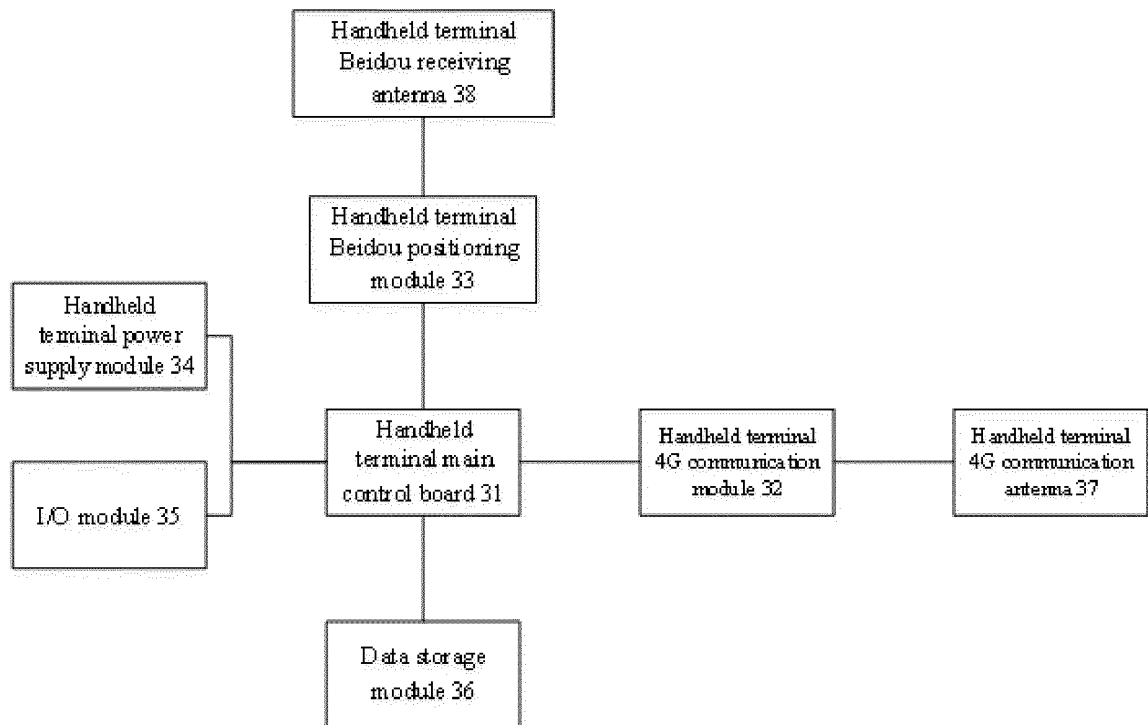 Handheld terminal
Beidou receiving
antenna 38
Handheld terminal
Beidou positioning
module 33
Handheld
terminal power
supply module 34
I/O module 35
Handheld
terminal main
control board 31
Handheld terminal
4G communication
module 32
Handheld terminal
4G communication
antenna 37
Data storage
module 36